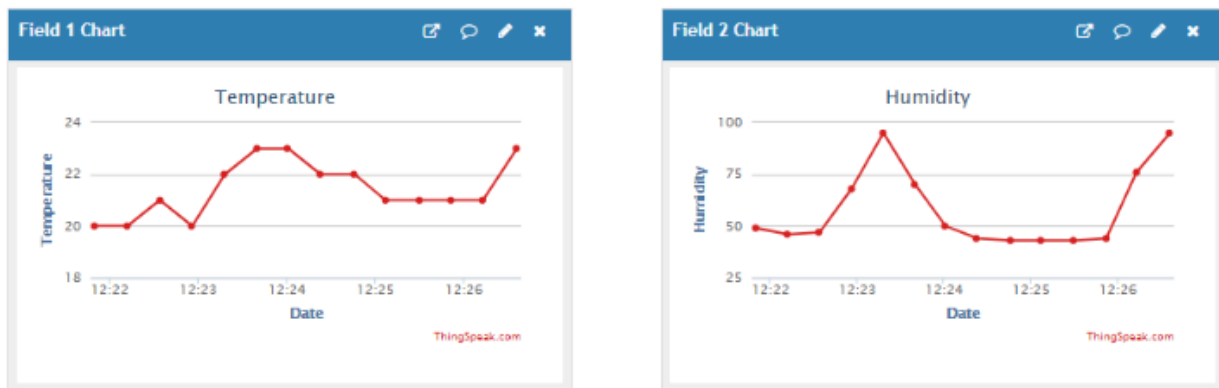 Field 1 Chart
Temperature
24
22
20
18
Temperature
12:22 12:23 12:24 12:25 12:26
Date
ThingSpeak.com
Field 2 Chart
Humidity
100
75
50
25
Humidity
12:22 12:23 12:24 12:25 12:26
Date
ThingSpeak.com